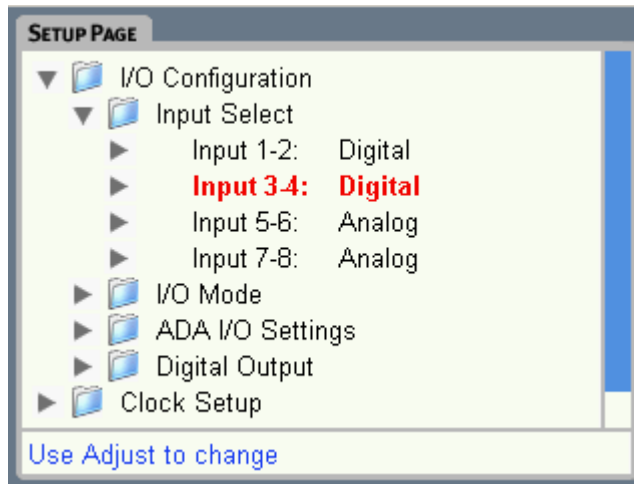 SETUP PAGE
I/O Configuration
Input Select
Input 1-2: Digital
Input 3-4: Digital
Input 5-6: Analog
Input 7-8: Analog
I/O Mode
ADA I/O Settings
Digital Output
Clock Setup
Use Adjust to change